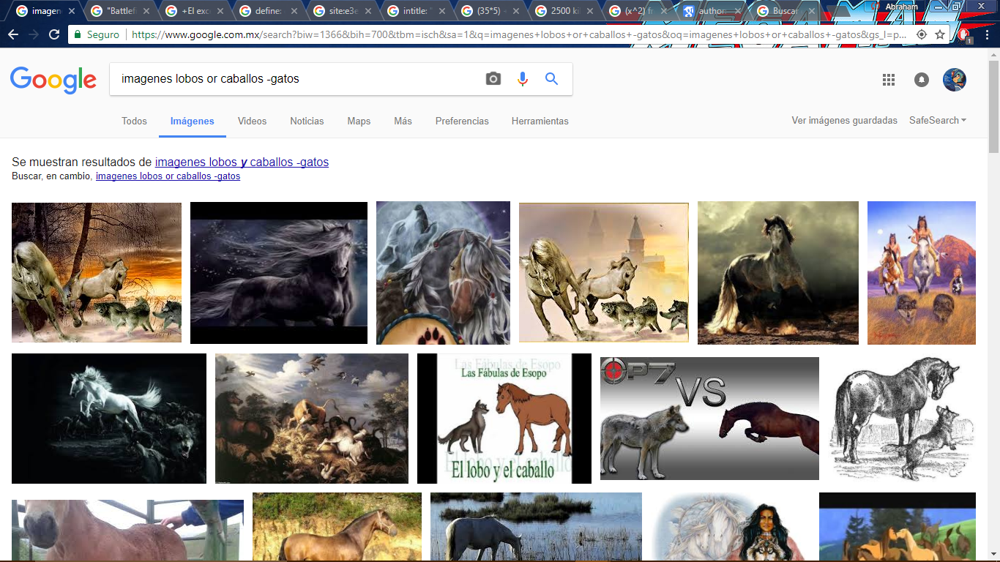 imagen
"Battlef
+El exc
define:
site:e3e
intitle: "
(35*5) +
2500 kil
(x^2) fr
author:
Buscar
Abraham
Seguro
https://www.google.com.mx/search?biw=1366&bih=700&tbm=isch&sa=1&q=imagenes+lobos+or+caballos+-gatos&oq=imagenes+lobos+or+caballos+-gatos&gs_l=p...
1
Google
imagenes lobos or caballos -gatos
Todos
Imágenes
Videos
Noticias
Maps
Más
Preferencias
Herramientas
Ver imágenes guardadas
SafeSearch
Se muestran resultados de imagenes lobos y caballos -gatos
Buscar, en cambio, imagenes lobos or caballos -gatos
Las Fábulas de Esopo
Las Fábulas de Esopo
El lobo y el caballo
OP7
VS